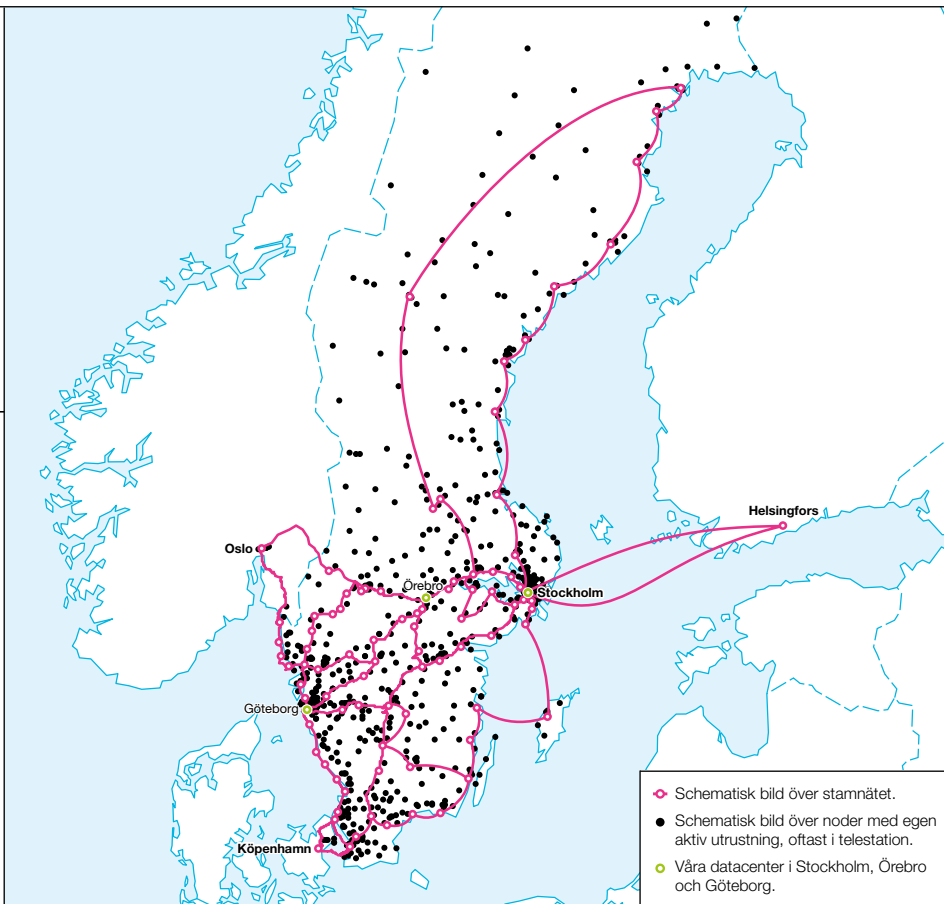 Helsingfors
Oslo
Örebro
Stockholm
Göteborg
Köpenhamn
Schematisk bild över stamnätet.
Schematisk bild över noder med egen
aktiv utrustning, oftast i telestation.
Våra datacenter i Stockholm, Örebro
och Göteborg.